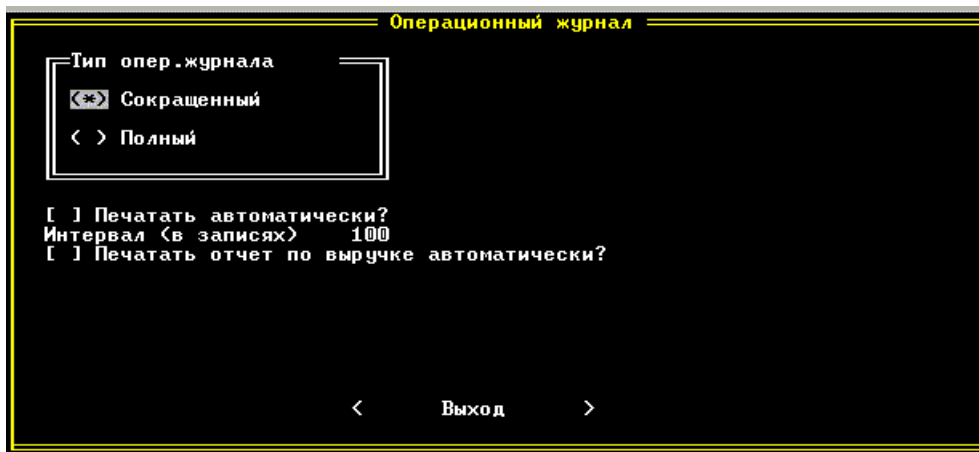 Операционный журнал
Тип опер.журнала
(*) Сокращенный
( ) Полный
[ ] Печатать автоматически?
Интервал (в записях) 100
[ ] Печатать отчет по выручке автоматически?
< Выход >